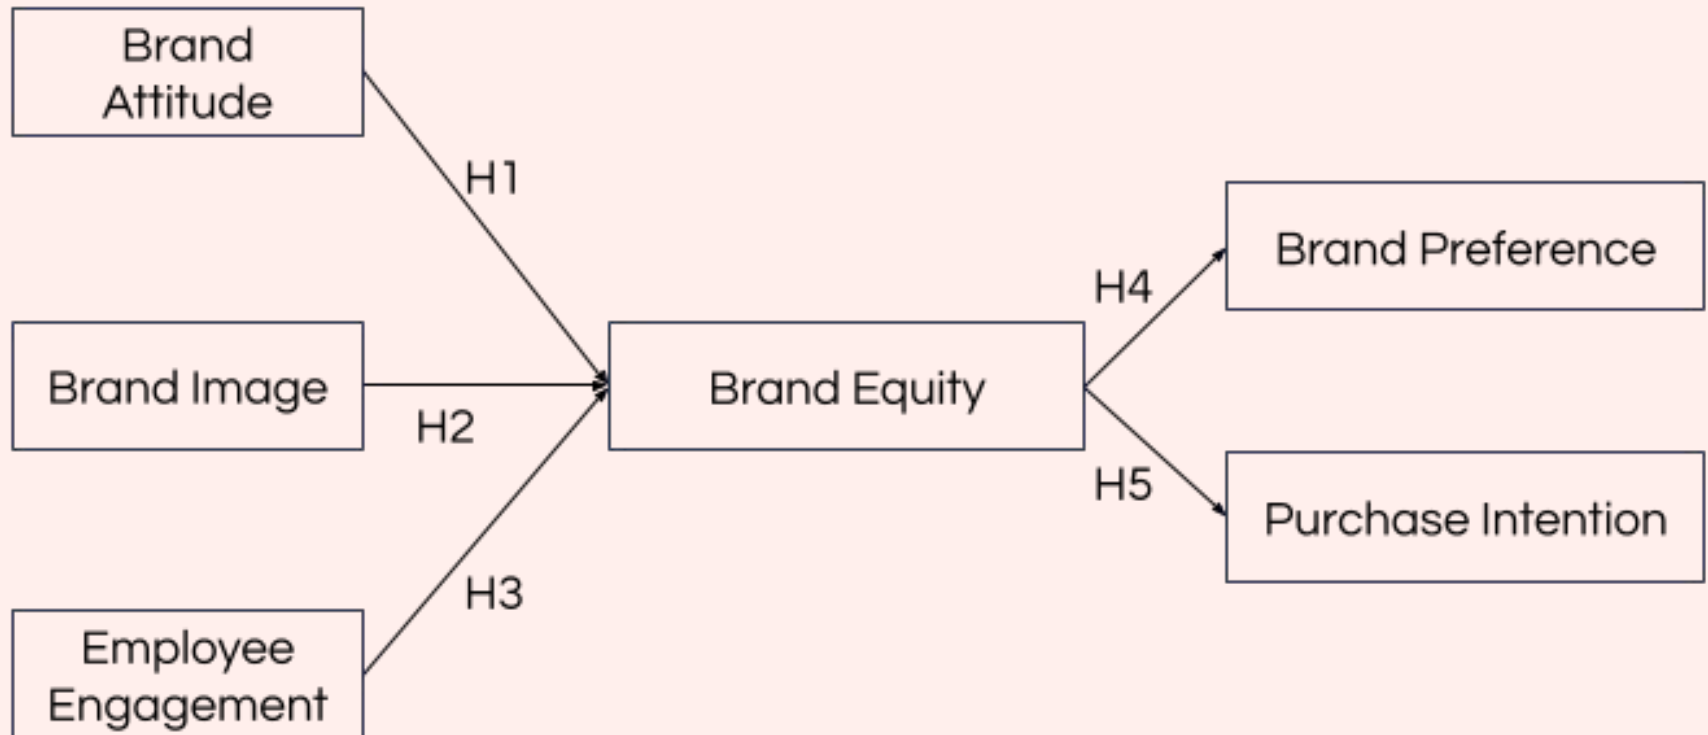 Brand
Attitude
H1
Brand Preference
H4
Brand Image
Brand Equity
H2
H5
Purchase Intention
H3
Employee
Engagement